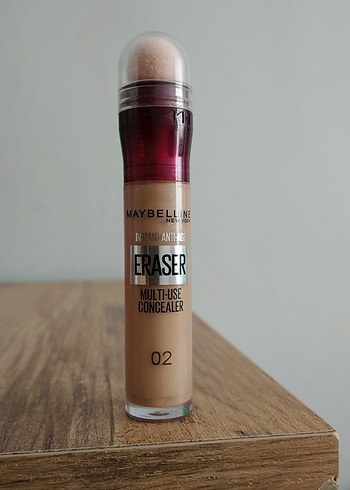 MAYBELLINE
NEW YORK
INSTANT ANTI-AGE
ERASER
MULTI-USE
CONCEALER
02